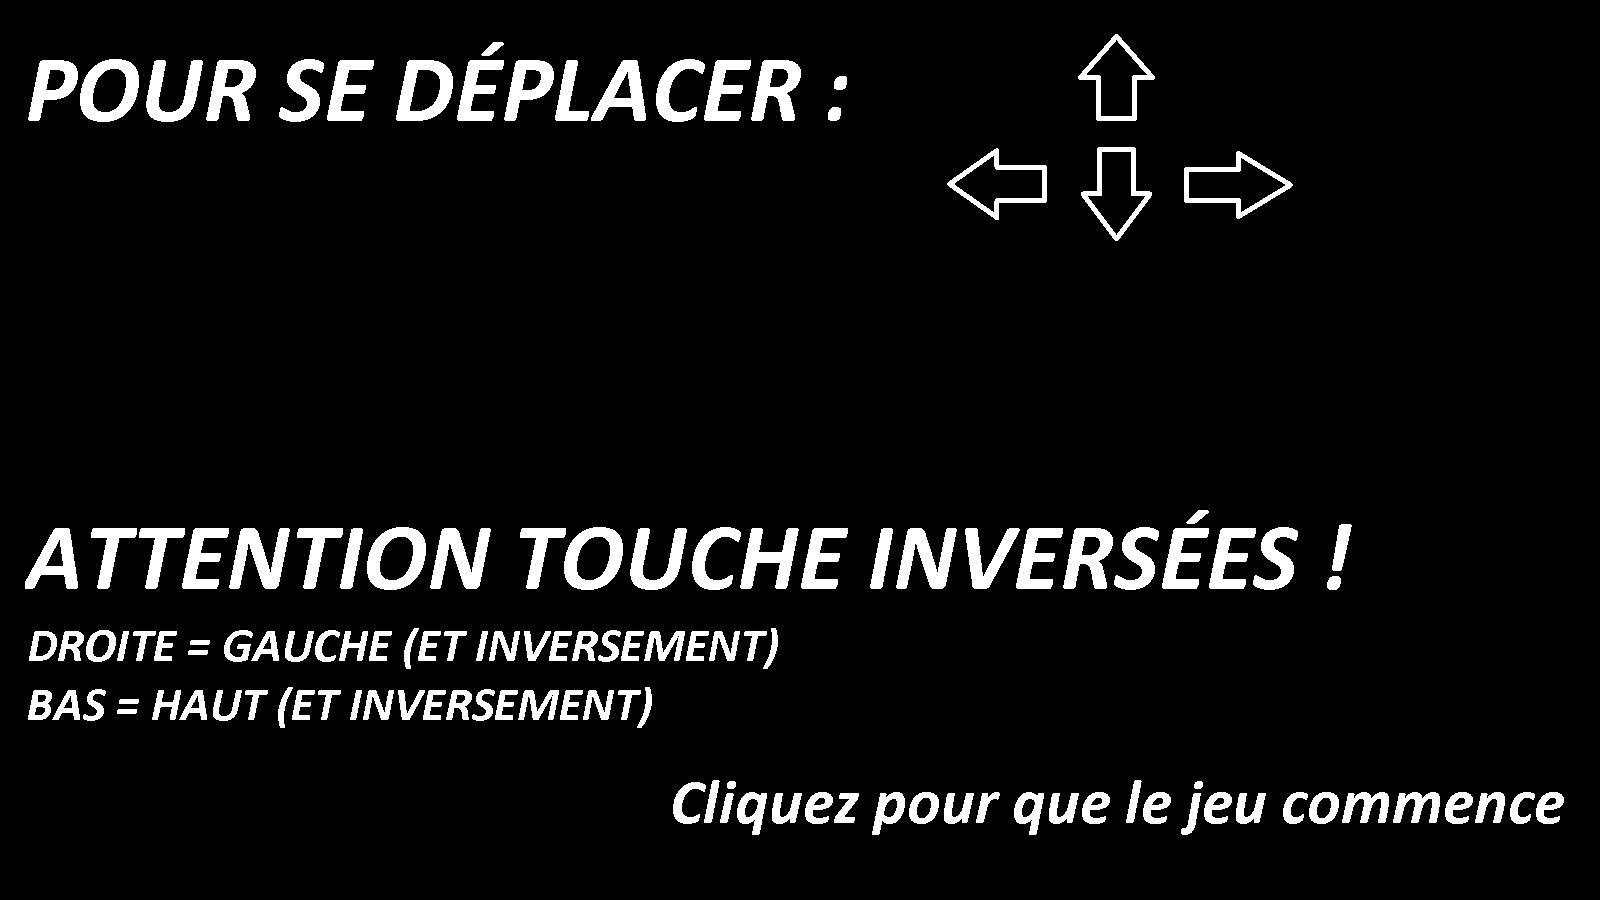 POUR SE DÉPLACER :
ATTENTION TOUCHE INVERSÉES !
DROITE = GAUCHE (ET INVERSEMENT)
BAS = HAUT (ET INVERSEMENT)
Cliquez pour que le jeu commence